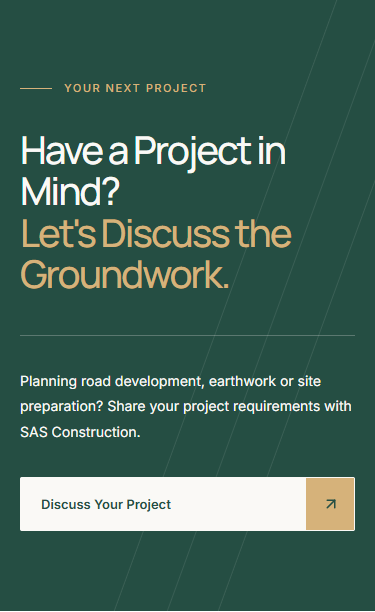 YOUR NEXT PROJECT
Have a Project in
Mind?
Let's Discuss the
Groundwork.
Planning road development, earthwork or site
preparation? Share your project requirements with
SAS Construction.
Discuss Your Project